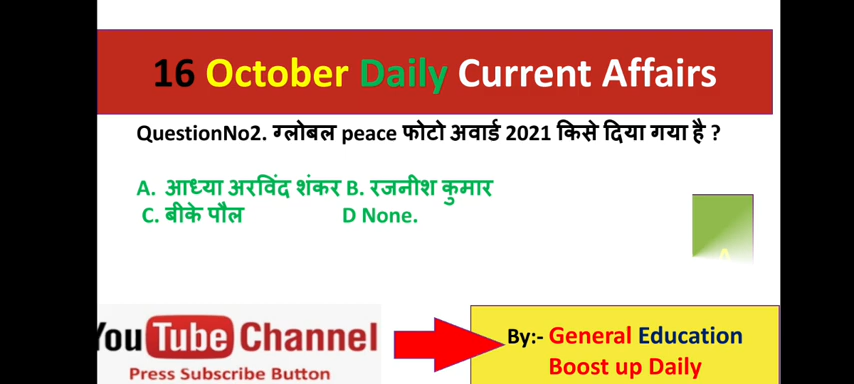 16 October Daily Current Affairs
QuestionNo2. ग्लोबल peace फोटो अवार्ड 2021 किसे दिया गया है ?
A. आध्या अरविंद शंकर B. रजनीश कुमार
C. बीके पौल D None.
You Tube Channel
Press Subscribe Button
By:- General Education
Boost up Daily